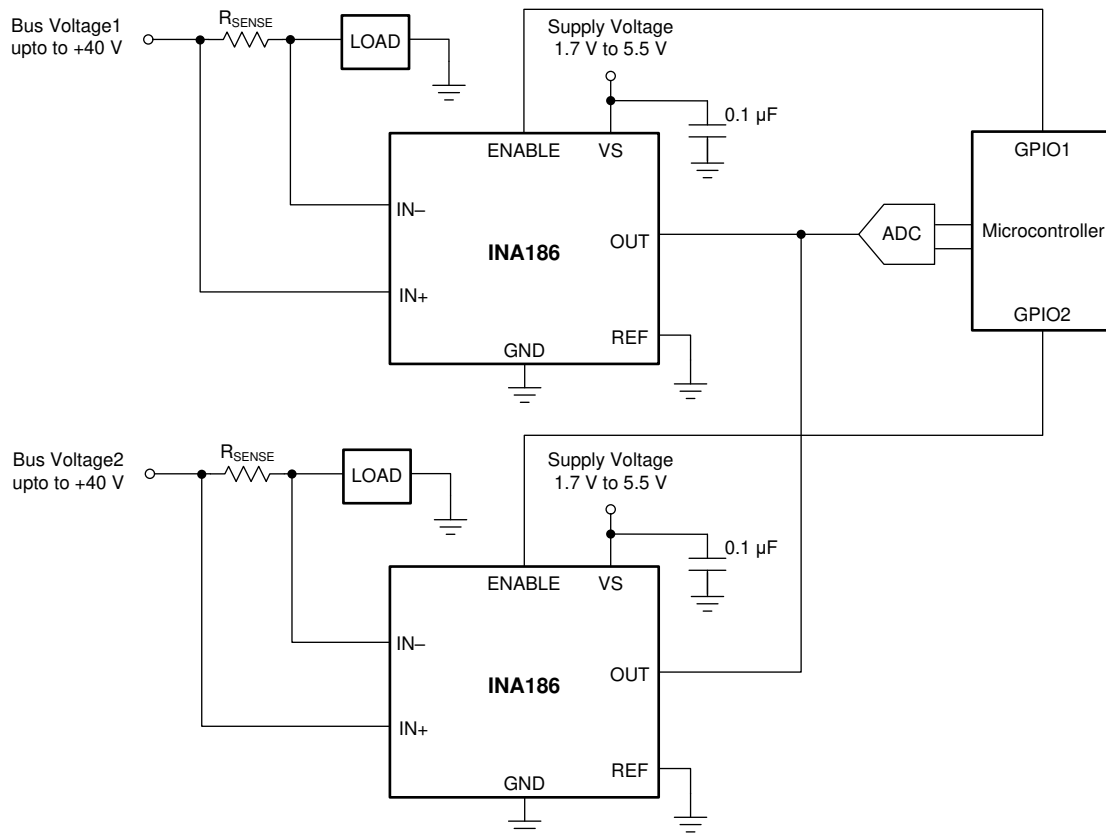 Bus Voltage1
upto to +40 V
RSENSE
LOAD
Supply Voltage
1.7 V to 5.5 V
0.1 µF
ENABLE
VS
GPIO1
IN–
INA186
OUT
ADC
Microcontroller
IN+
GPIO2
REF
GND
Bus Voltage2
upto to +40 V
RSENSE
LOAD
Supply Voltage
1.7 V to 5.5 V
0.1 µF
ENABLE
VS
IN–
INA186
OUT
IN+
REF
GND